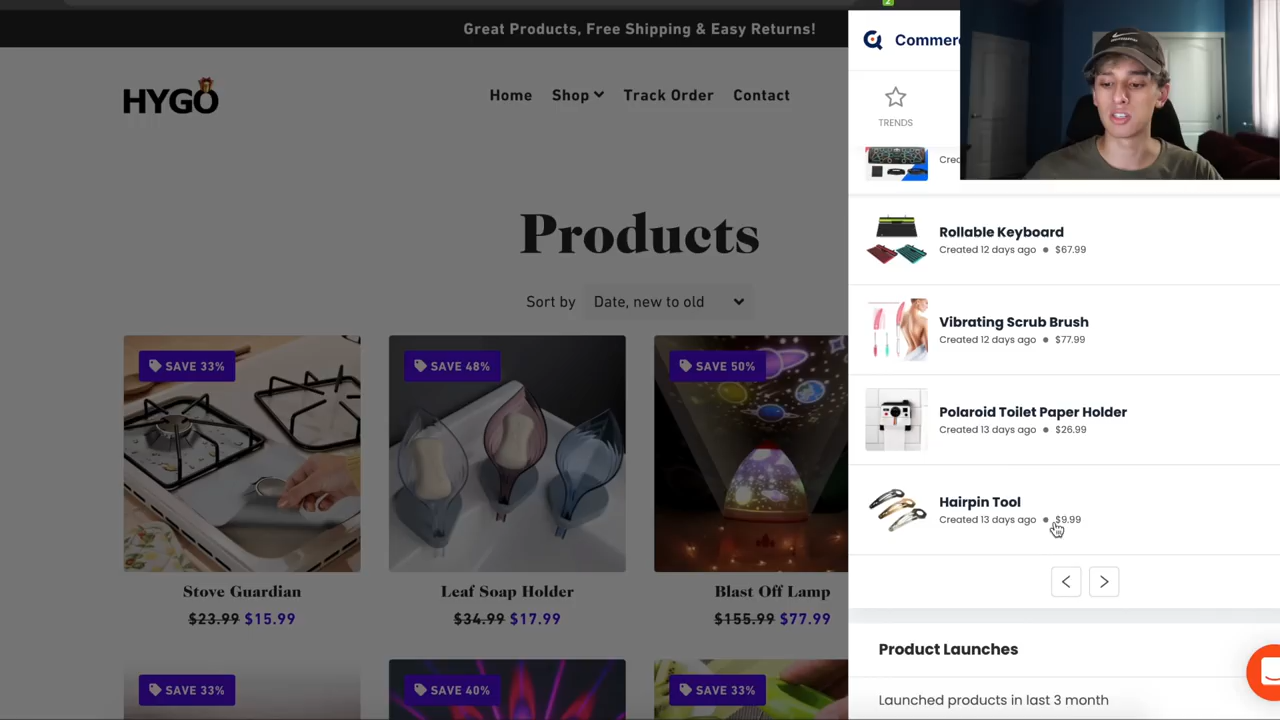 Great Products, Free Shipping & Easy Returns!
HYGO
Home Shop Track Order Contact
Products
Sort by Date, new to old
SAVE 33%
SAVE 48%
SAVE 50%
Stove Guardian
$23.99 $15.99
Leaf Soap Holder
$34.99 $17.99
Blast Off Lamp
$155.99 $77.99
SAVE 33%
SAVE 40%
SAVE 33%
TRENDS
Rollable Keyboard
Created 12 days ago • $67.99
Vibrating Scrub Brush
Created 12 days ago • $77.99
Polaroid Toilet Paper Holder
Created 13 days ago • $26.99
Hairpin Tool
Created 13 days ago • $9.99
Product Launches
Launched products in last 3 month